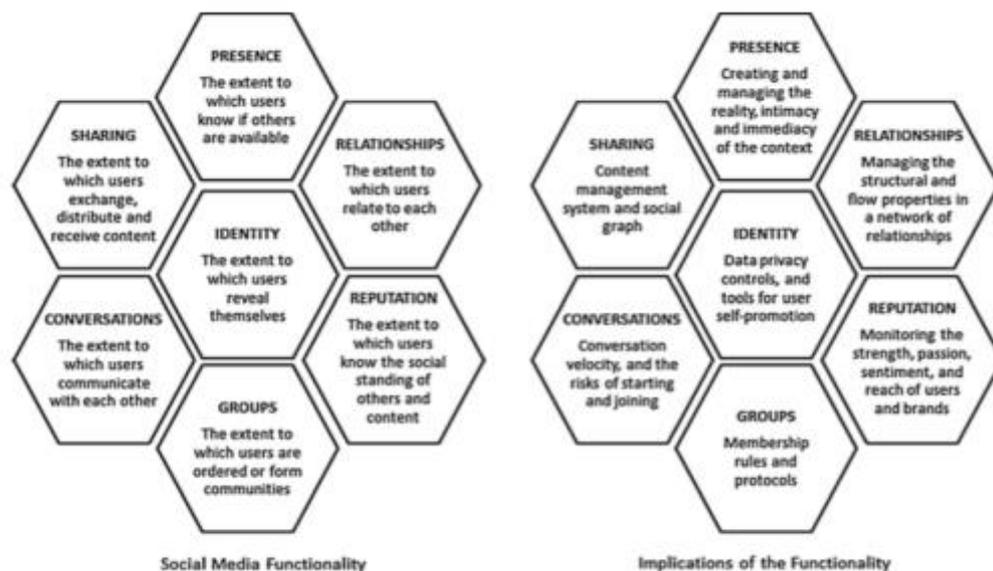 PRESENCE
The extent to
which users
know if others
are available
SHARING
The extent to
which users
exchange,
distribute and
receive content
RELATIONSHIPS
The extent to
which users
relate to each
other
IDENTITY
The extent to
which users
reveal
themselves
CONVERSATIONS
The extent to
which users
communicate
with each other
REPUTATION
The extent to
which users
know the social
standing of
others and
content
GROUPS
The extent to
which users are
ordered or form
communities
Social Media Functionality
PRESENCE
Creating and
managing the
reality, intimacy
and immediacy
of the context
SHARING
Content
management
system and social
graph
RELATIONSHIPS
Managing the
structural and
flow properties in
a network of
relationships
IDENTITY
Data privacy
controls, and
tools for user
self-promotion
CONVERSATIONS
Conversation
velocity, and the
risks of starting
and joining
REPUTATION
Monitoring the
strength, passion,
sentiment, and
reach of users
and brands
GROUPS
Membership
rules and
protocols
Implications of the Functionality